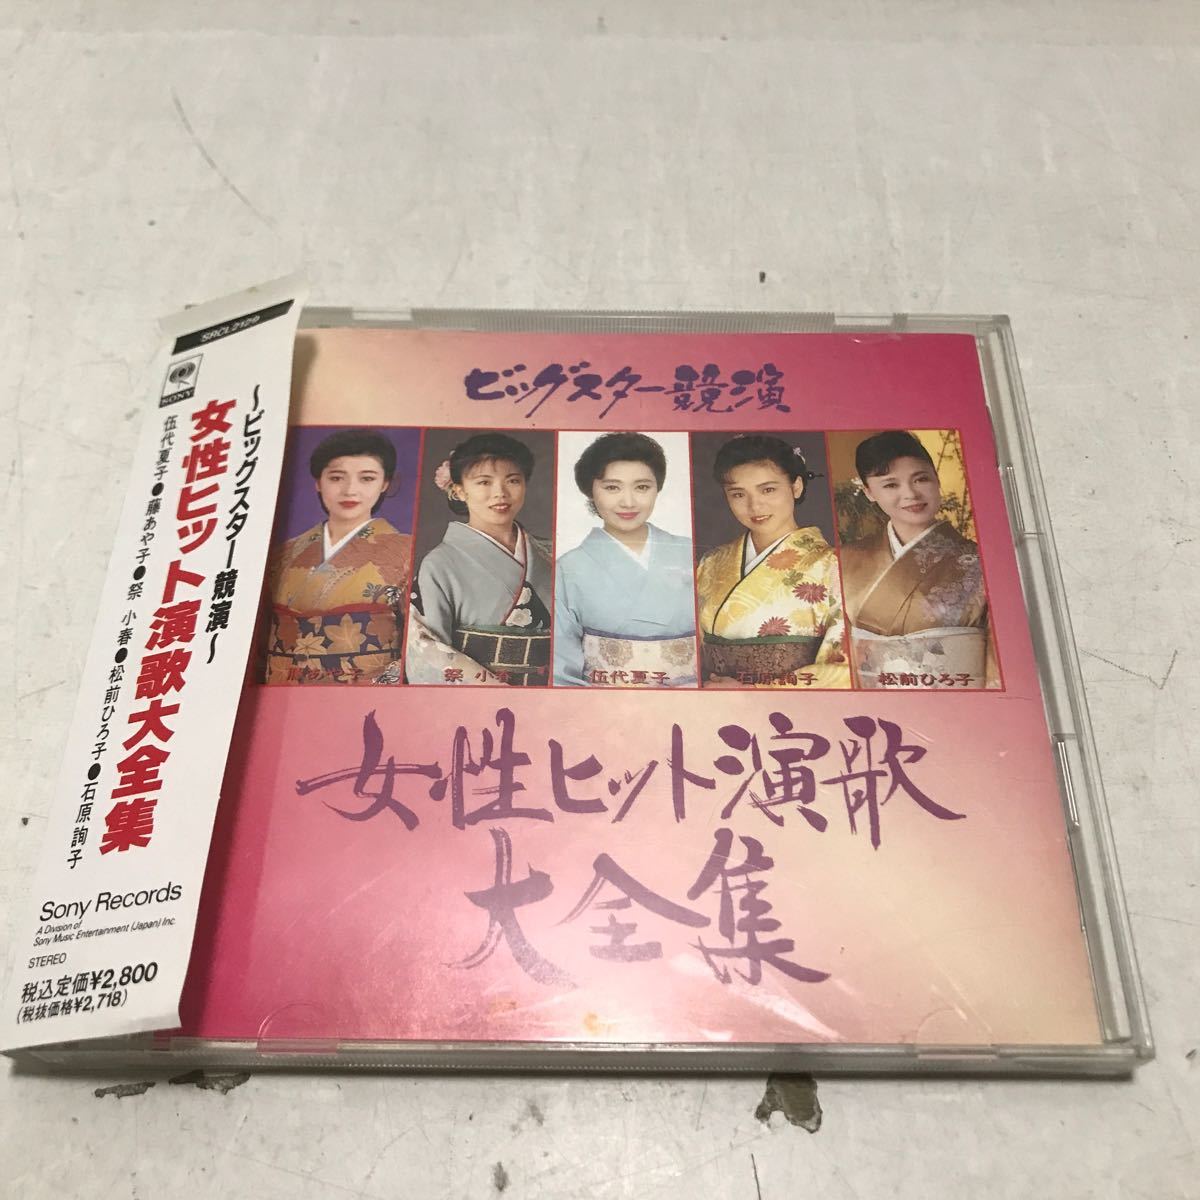 SRCL2129
SONY
～ビッグスター競演～
女性ヒット演歌大全集
伍代夏子●藤あや子●祭 小春●松前ひろ子●石原詢子
Sony Records
A Division of
Sony Music Entertainment (Japan) Inc.
STEREO
税込定価¥2,800
(税抜価格¥2,718)
ビッグスター競演
藤あや子
祭 小春
伍代夏子
石原詢子
松前ひろ子
女性ヒット演歌
大全集